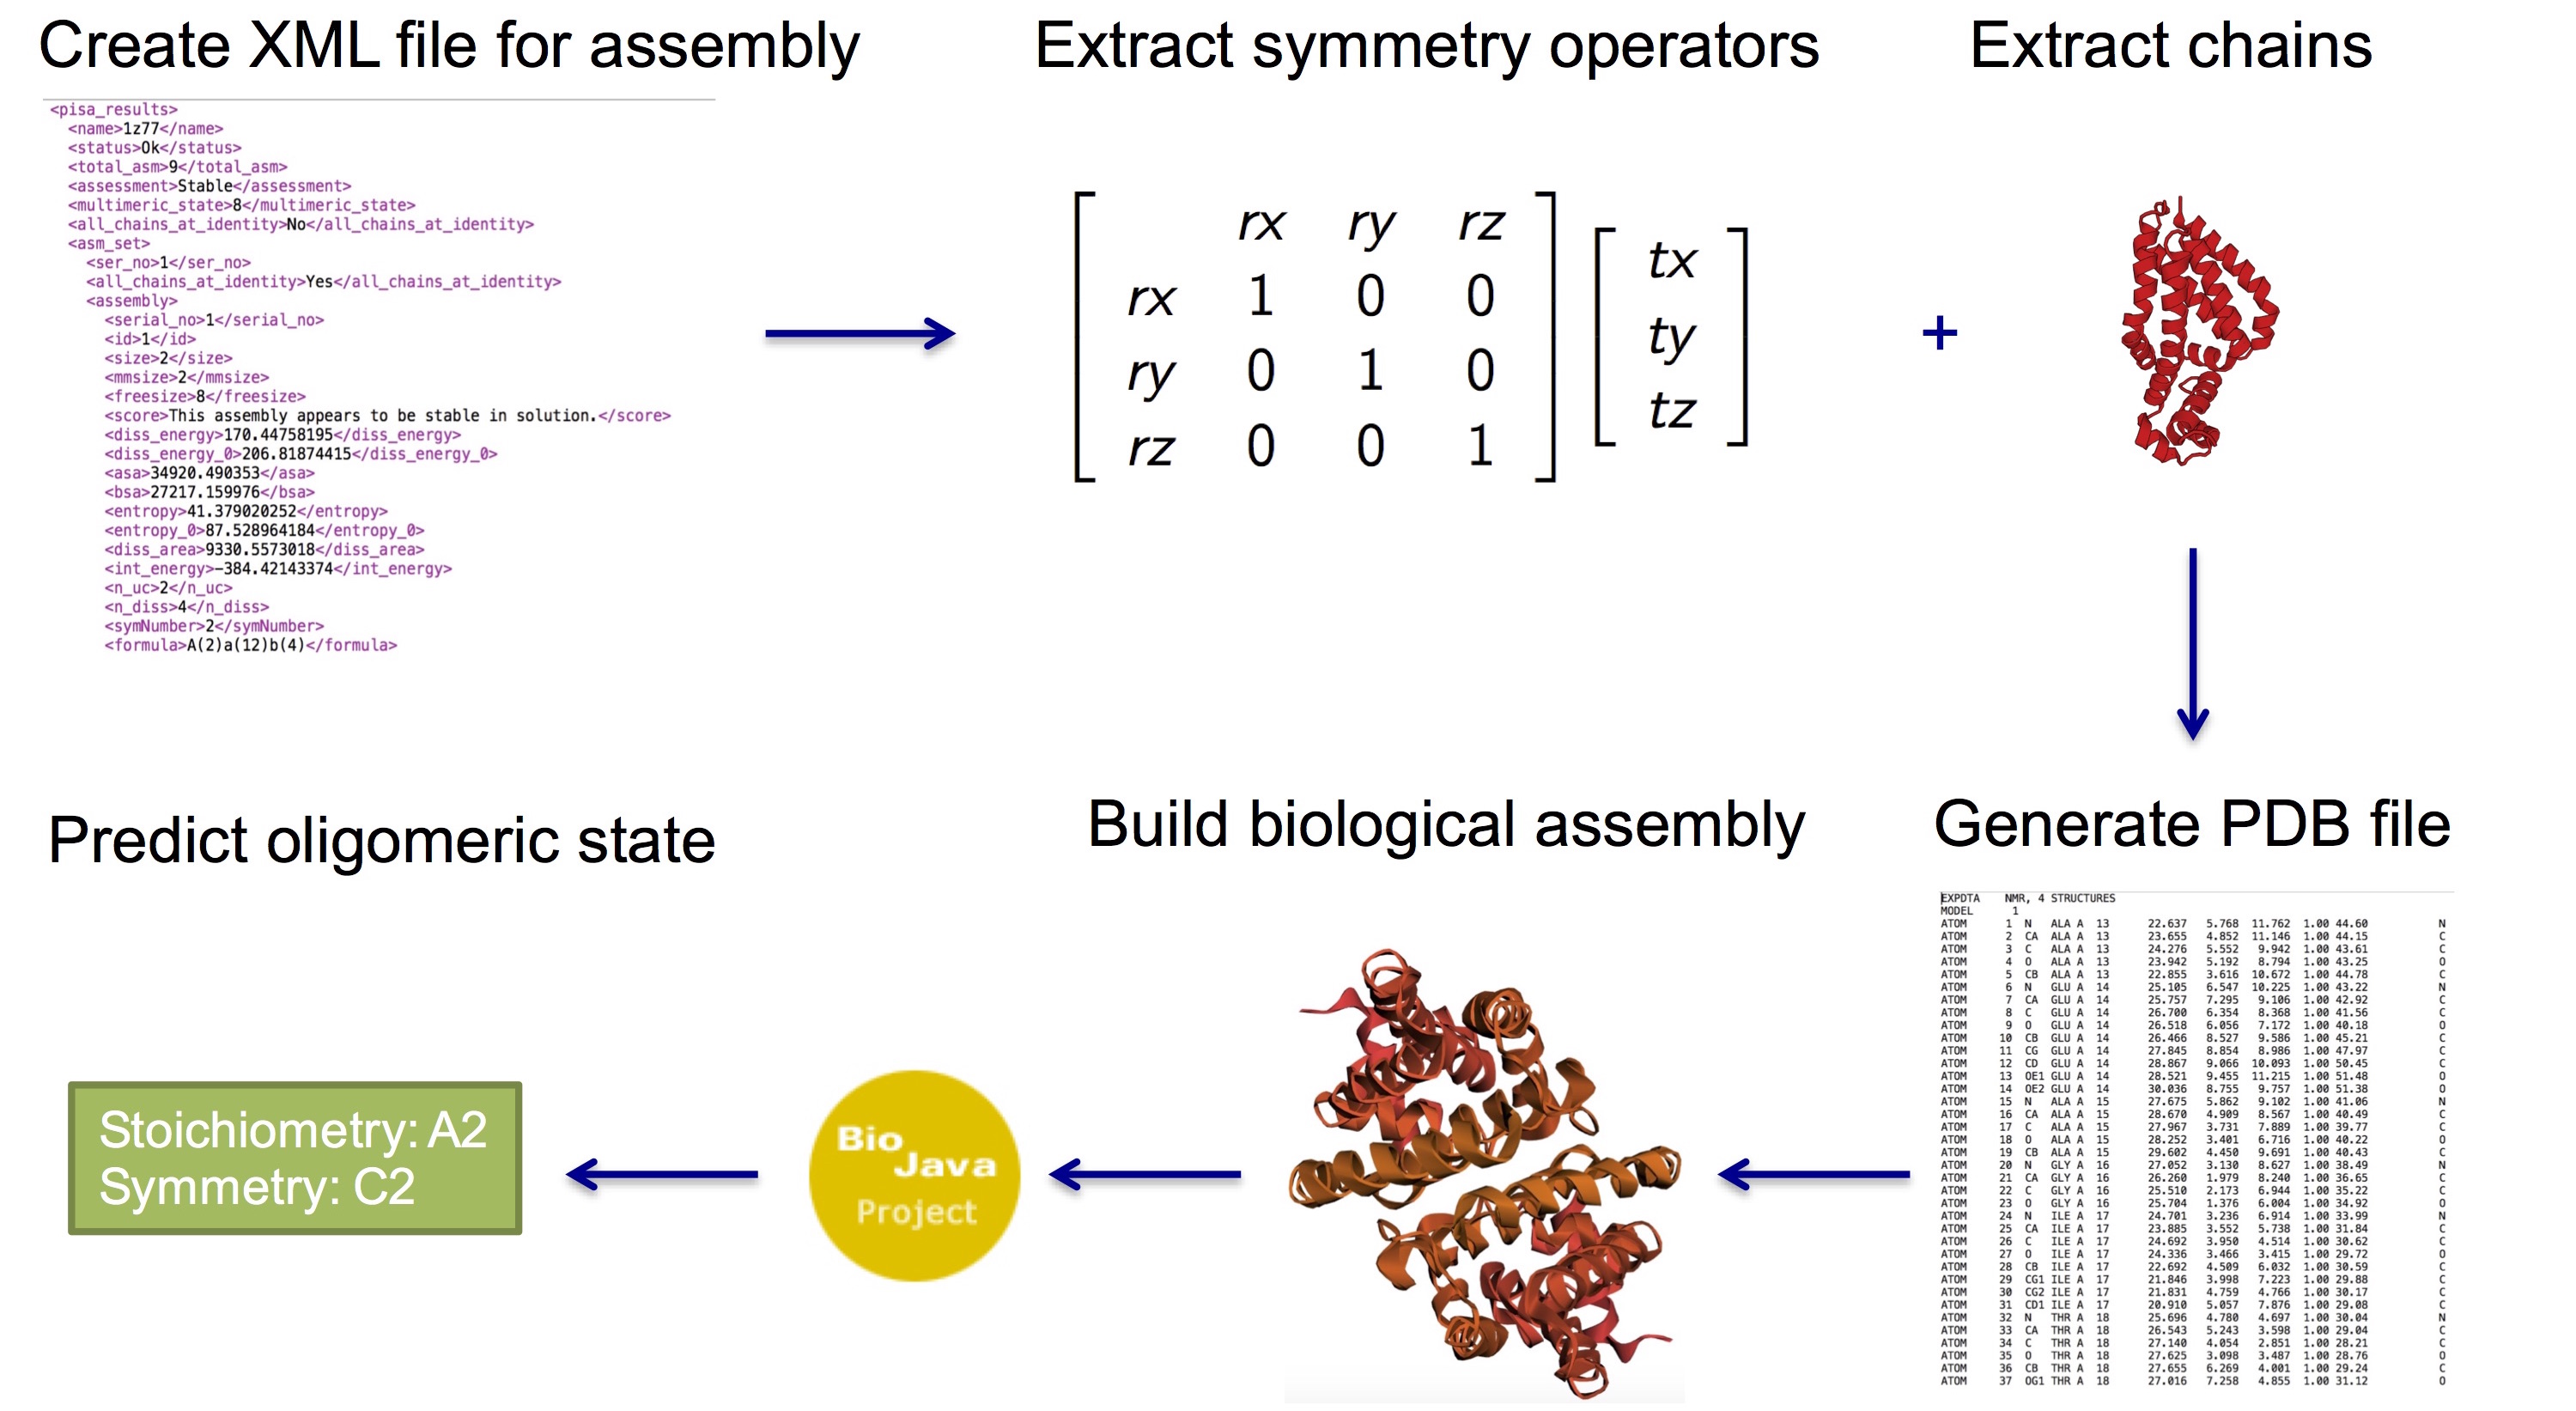 Create XML file for assembly
<pisa_results>
<name>1z77</name>
<status>Ok</status>
<total_asm>9</total_asm>
<assessment>Stable</assessment>
<multimeric_state>8</multimeric_state>
<all_chains_at_identity>No</all_chains_at_identity>
<asm_set>
<ser_no>1</ser_no>
<all_chains_at_identity>Yes</all_chains_at_identity>
<assembly>
<serial_no>1</serial_no>
<id>1</id>
<size>2</size>
<mmsize>2</mmsize>
<freesize>8</freesize>
<score>This assembly appears to be stable in solution.</score>
<diss_energy>170.44758195</diss_energy>
<diss_energy_0>206.81874415</diss_energy_0>
<asa>34920.490353</asa>
<bsa>27217.159976</bsa>
<entropy>41.379020252</entropy>
<entropy_0>87.528964184</entropy_0>
<diss_area>9330.5573018</diss_area>
<int_energy>-384.42143374</int_energy>
<n_uc>2</n_uc>
<n_diss>4</n_diss>
<symNumber>2</symNumber>
<formula>A(2)a(12)b(4)</formula>
Extract symmetry operators
rx ry rz
rx 1 0 0
ry 0 1 0
rz 0 0 1
tx
ty
tz
+
Extract chains
Generate PDB file
EXPDTA NMR, 4 STRUCTURES
MODEL 1
ATOM 1 N ALA A 13 22.637 5.768 11.762 1.00 44.60 N
ATOM 2 CA ALA A 13 23.655 4.852 11.146 1.00 44.15 C
ATOM 3 C ALA A 13 24.276 5.552 9.942 1.00 43.61 C
ATOM 4 O ALA A 13 23.942 5.192 8.794 1.00 43.25 O
ATOM 5 CB ALA A 13 22.855 3.616 10.672 1.00 44.78 C
ATOM 6 N GLU A 14 25.105 6.547 10.225 1.00 43.22 N
ATOM 7 CA GLU A 14 25.757 7.295 9.106 1.00 42.92 C
ATOM 8 C GLU A 14 26.700 6.354 8.368 1.00 41.56 C
ATOM 9 O GLU A 14 26.518 6.056 7.172 1.00 40.18 O
ATOM 10 CB GLU A 14 26.466 8.527 9.586 1.00 45.21 C
ATOM 11 CG GLU A 14 27.845 8.854 8.986 1.00 47.97 C
ATOM 12 CD GLU A 14 28.867 9.066 10.093 1.00 50.45 C
ATOM 13 OE1 GLU A 14 28.521 9.455 11.215 1.00 51.48 O
ATOM 14 OE2 GLU A 14 30.036 8.755 9.757 1.00 51.38 O
ATOM 15 N ALA A 15 27.675 5.862 9.102 1.00 41.06 N
ATOM 16 CA ALA A 15 28.670 4.909 8.567 1.00 40.49 C
ATOM 17 C ALA A 15 27.967 3.731 7.889 1.00 39.77 C
ATOM 18 O ALA A 15 28.252 3.401 6.716 1.00 40.22 O
ATOM 19 CB ALA A 15 29.602 4.450 9.691 1.00 40.43 C
ATOM 20 N GLY A 16 27.052 3.130 8.627 1.00 38.49 N
ATOM 21 CA GLY A 16 26.260 1.979 8.240 1.00 36.65 C
ATOM 22 C GLY A 16 25.510 2.173 6.944 1.00 35.22 C
ATOM 23 O GLY A 16 25.704 1.376 6.004 1.00 34.92 O
ATOM 24 N ILE A 17 24.701 3.236 6.914 1.00 33.99 N
ATOM 25 CA ILE A 17 23.885 3.552 5.738 1.00 31.84 C
ATOM 26 C ILE A 17 24.692 3.950 4.514 1.00 30.62 C
ATOM 27 O ILE A 17 24.336 3.466 3.415 1.00 29.72 O
ATOM 28 CB ILE A 17 22.692 4.509 6.032 1.00 30.59 C
ATOM 29 CG1 ILE A 17 21.846 3.998 7.223 1.00 29.88 C
ATOM 30 CG2 ILE A 17 21.831 4.759 4.766 1.00 30.17 C
ATOM 31 CD1 ILE A 17 20.910 5.057 7.876 1.00 29.08 C
ATOM 32 N THR A 18 25.696 4.780 4.697 1.00 30.04 N
ATOM 33 CA THR A 18 26.543 5.243 3.598 1.00 29.04 C
ATOM 34 C THR A 18 27.140 4.054 2.851 1.00 28.21 C
ATOM 35 O THR A 18 27.625 3.098 3.487 1.00 28.76 O
ATOM 36 CB THR A 18 27.655 6.269 4.001 1.00 29.24 C
ATOM 37 OG1 THR A 18 27.016 7.258 4.855 1.00 31.12 O
Build biological assembly
Bio
Java
Project
Predict oligomeric state
Stoichiometry: A2
Symmetry: C2